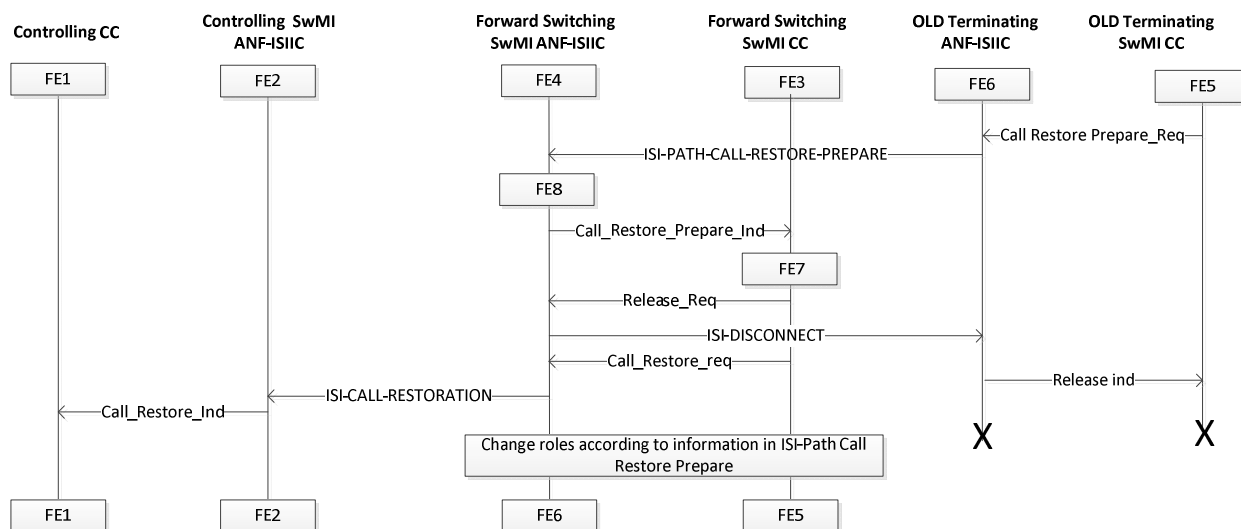 Controlling CC
Controlling SwMI
ANF-ISIIC
Forward Switching
SwMI ANF-ISIIC
Forward Switching
SwMI CC
OLD Terminating
ANF-ISIIC
OLD Terminating
SwMI CC
FE1
FE2
FE4
FE3
FE6
FE5
Call Restore Prepare_Req
ISI-PATH-CALL-RESTORE-PREPARE
FE8
Call_Restore_Prepare_Ind
FE7
Release_Req
ISI-DISCONNECT
Call_Restore_req
Release ind
ISI-CALL-RESTORATION
Call_Restore_Ind
X
X
Change roles according to information in ISI-Path Call
Restore Prepare
FE1
FE2
FE6
FE5